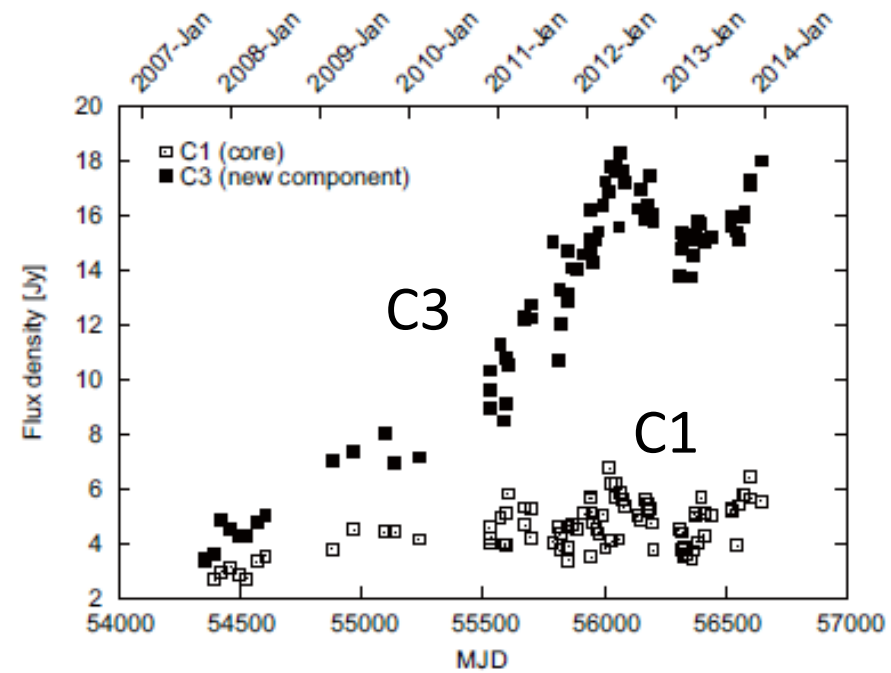 2007-Jan 2008-Jan 2009-Jan 2010-Jan 2011-Jan 2012-Jan 2013-Jan 2014-Jan
20
C1 (core)
18
C3 (new component)
16
14
C3
12
Flux density [Jy]
10
C1
8
6
4
2
54000 54500 55000 55500 56000 56500 57000
MJD